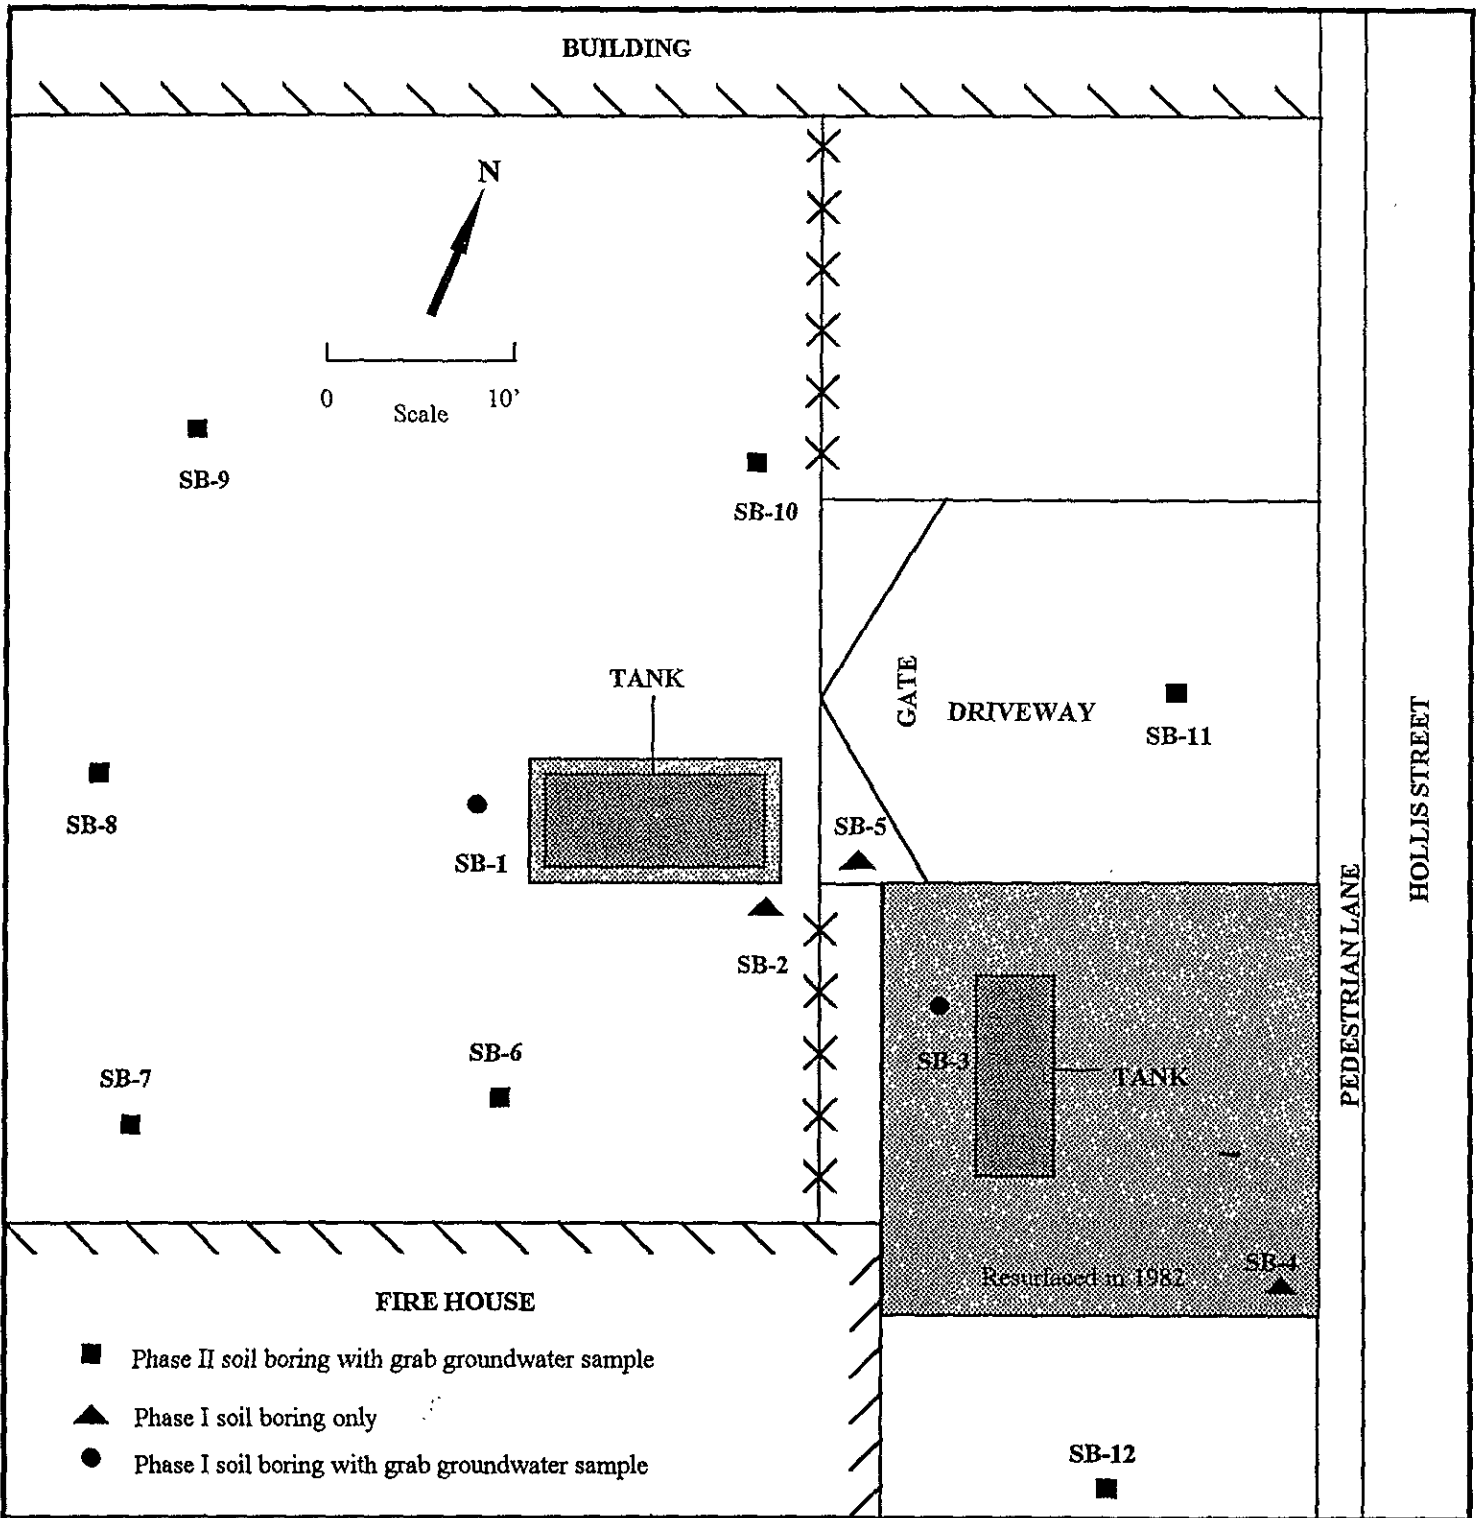 BUILDING
N
0 10'
Scale
SB-9
SB-10
TANK
GATE
DRIVEWAY
SB-11
HOLLIS STREET
SB-8
SB-1
SB-5
SB-2
PEDESTRIAN LANE
SB-3
TANK
SB-6
SB-7
SB-4
Resurfaced in 1982
FIRE HOUSE
Phase II soil boring with grab groundwater sample
Phase I soil boring only
Phase I soil boring with grab groundwater sample
SB-12